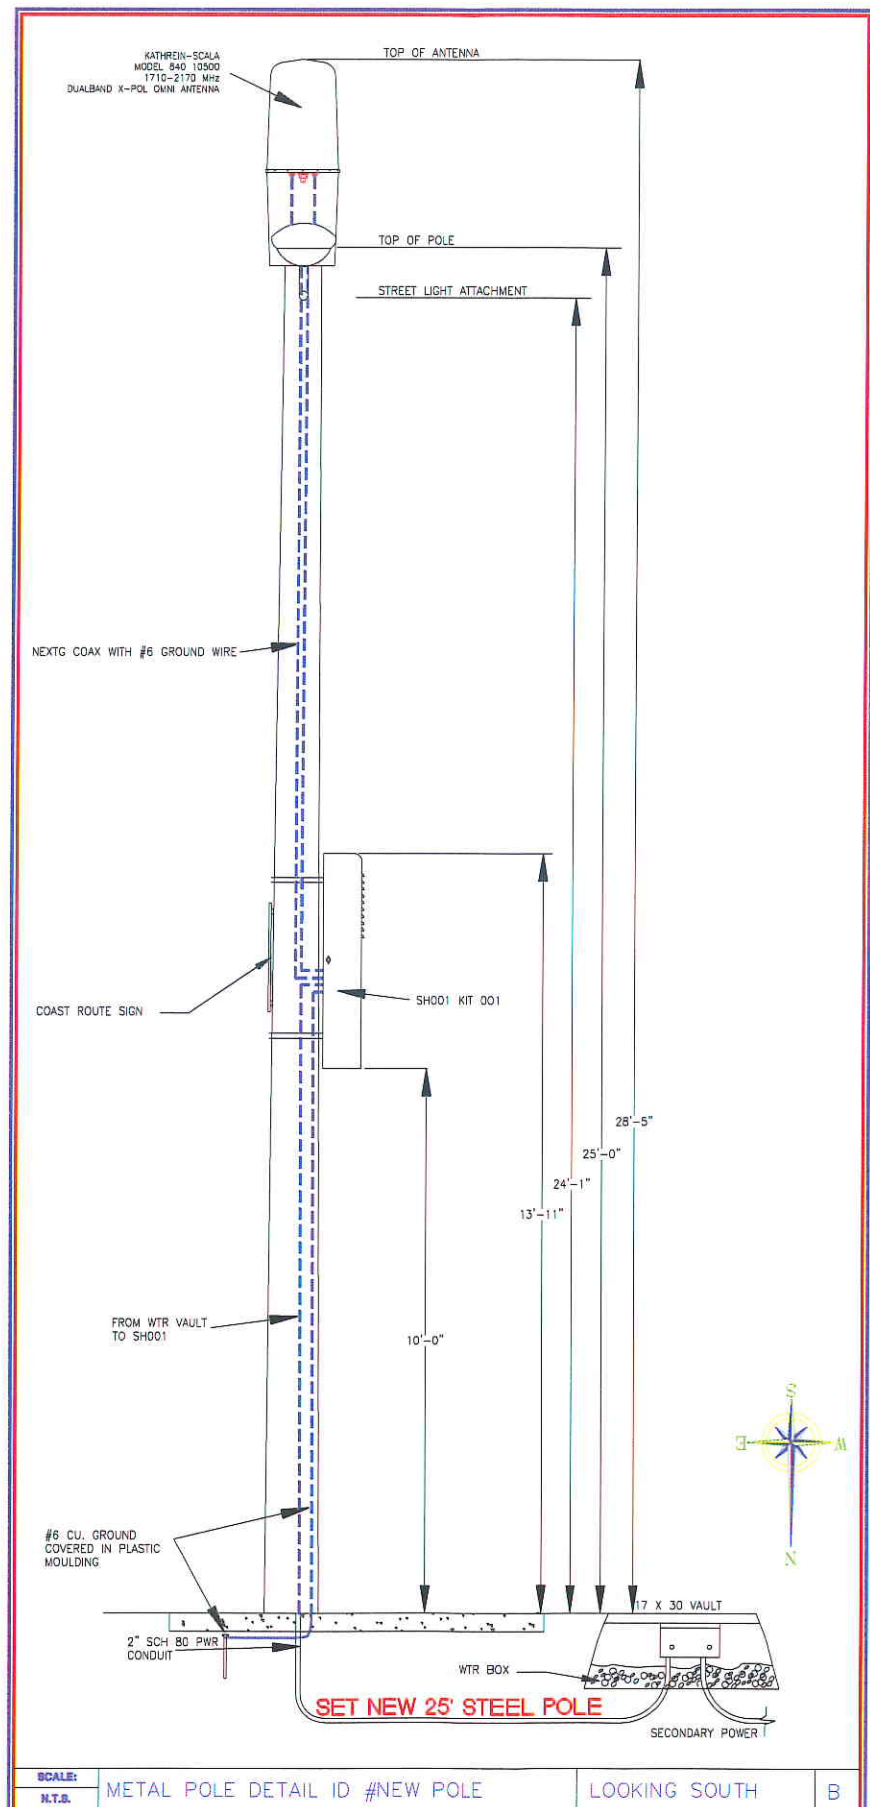 KATHREIN-SCALA
MODEL 840 10500
1710-2170 MHz
DUALBAND X-POL OMNI ANTENNA
TOP OF ANTENNA
TOP OF POLE
STREET LIGHT ATTACHMENT
NEXTG COAX WITH #6 GROUND WIRE
COAST ROUTE SIGN
SH001 KIT 001
28'-5"
25'-0"
24'-1"
13'-11"
10'-0"
FROM WTR VAULT
TO SH001
S
E
W
N
#6 CU. GROUND
COVERED IN PLASTIC
MOULDING
17 X 30 VAULT
2" SCH 80 PWR
CONDUIT
WTR BOX
SET NEW 25' STEEL POLE
SECONDARY POWER
SCALE:
N.T.S.
METAL POLE DETAIL ID #NEW POLE
LOOKING SOUTH
B